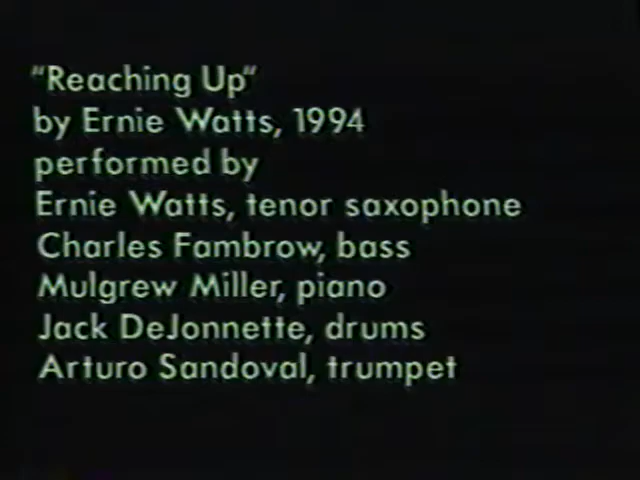 "Reaching Up"
by Ernie Watts, 1994
performed by
Ernie Watts, tenor saxophone
Charles Fambrow, bass
Mulgrew Miller, piano
Jack DeJonnette, drums
Arturo Sandoval, trumpet